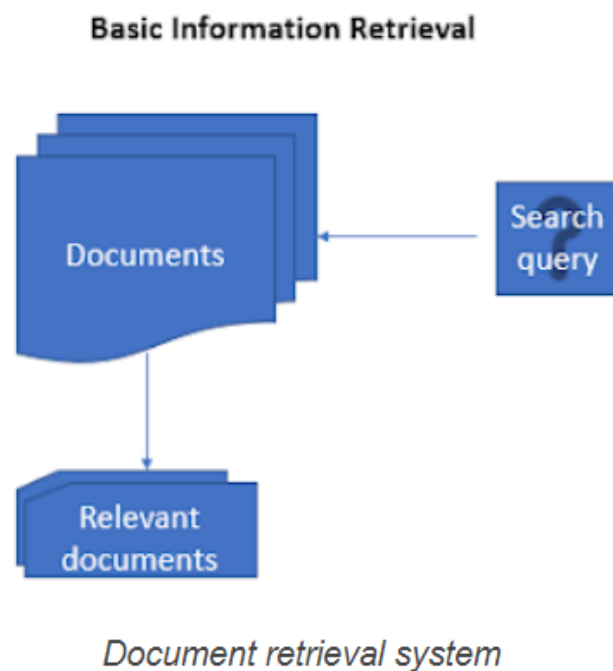 Basic Information Retrieval
Documents
Search
query
Relevant
documents
Document retrieval system